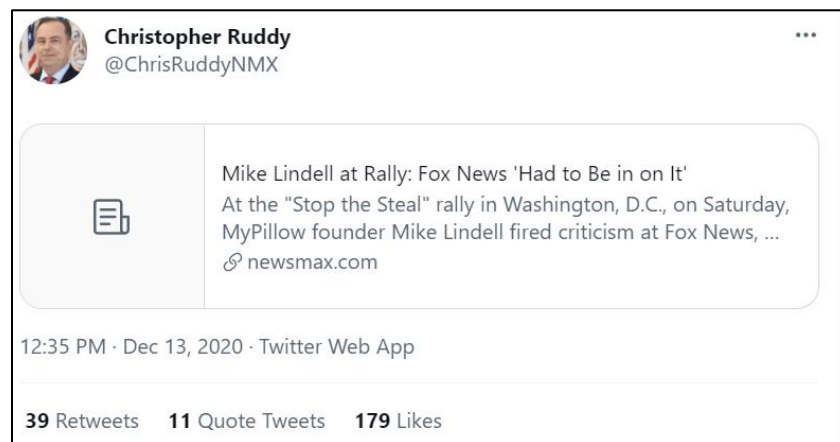 Christopher Ruddy
@ChrisRuddyNMX
Mike Lindell at Rally: Fox News 'Had to Be in on It'
At the "Stop the Steal" rally in Washington, D.C., on Saturday,
MyPillow founder Mike Lindell fired criticism at Fox News, ...
newsmax.com
12:35 PM · Dec 13, 2020 · Twitter Web App
39 Retweets 11 Quote Tweets 179 Likes